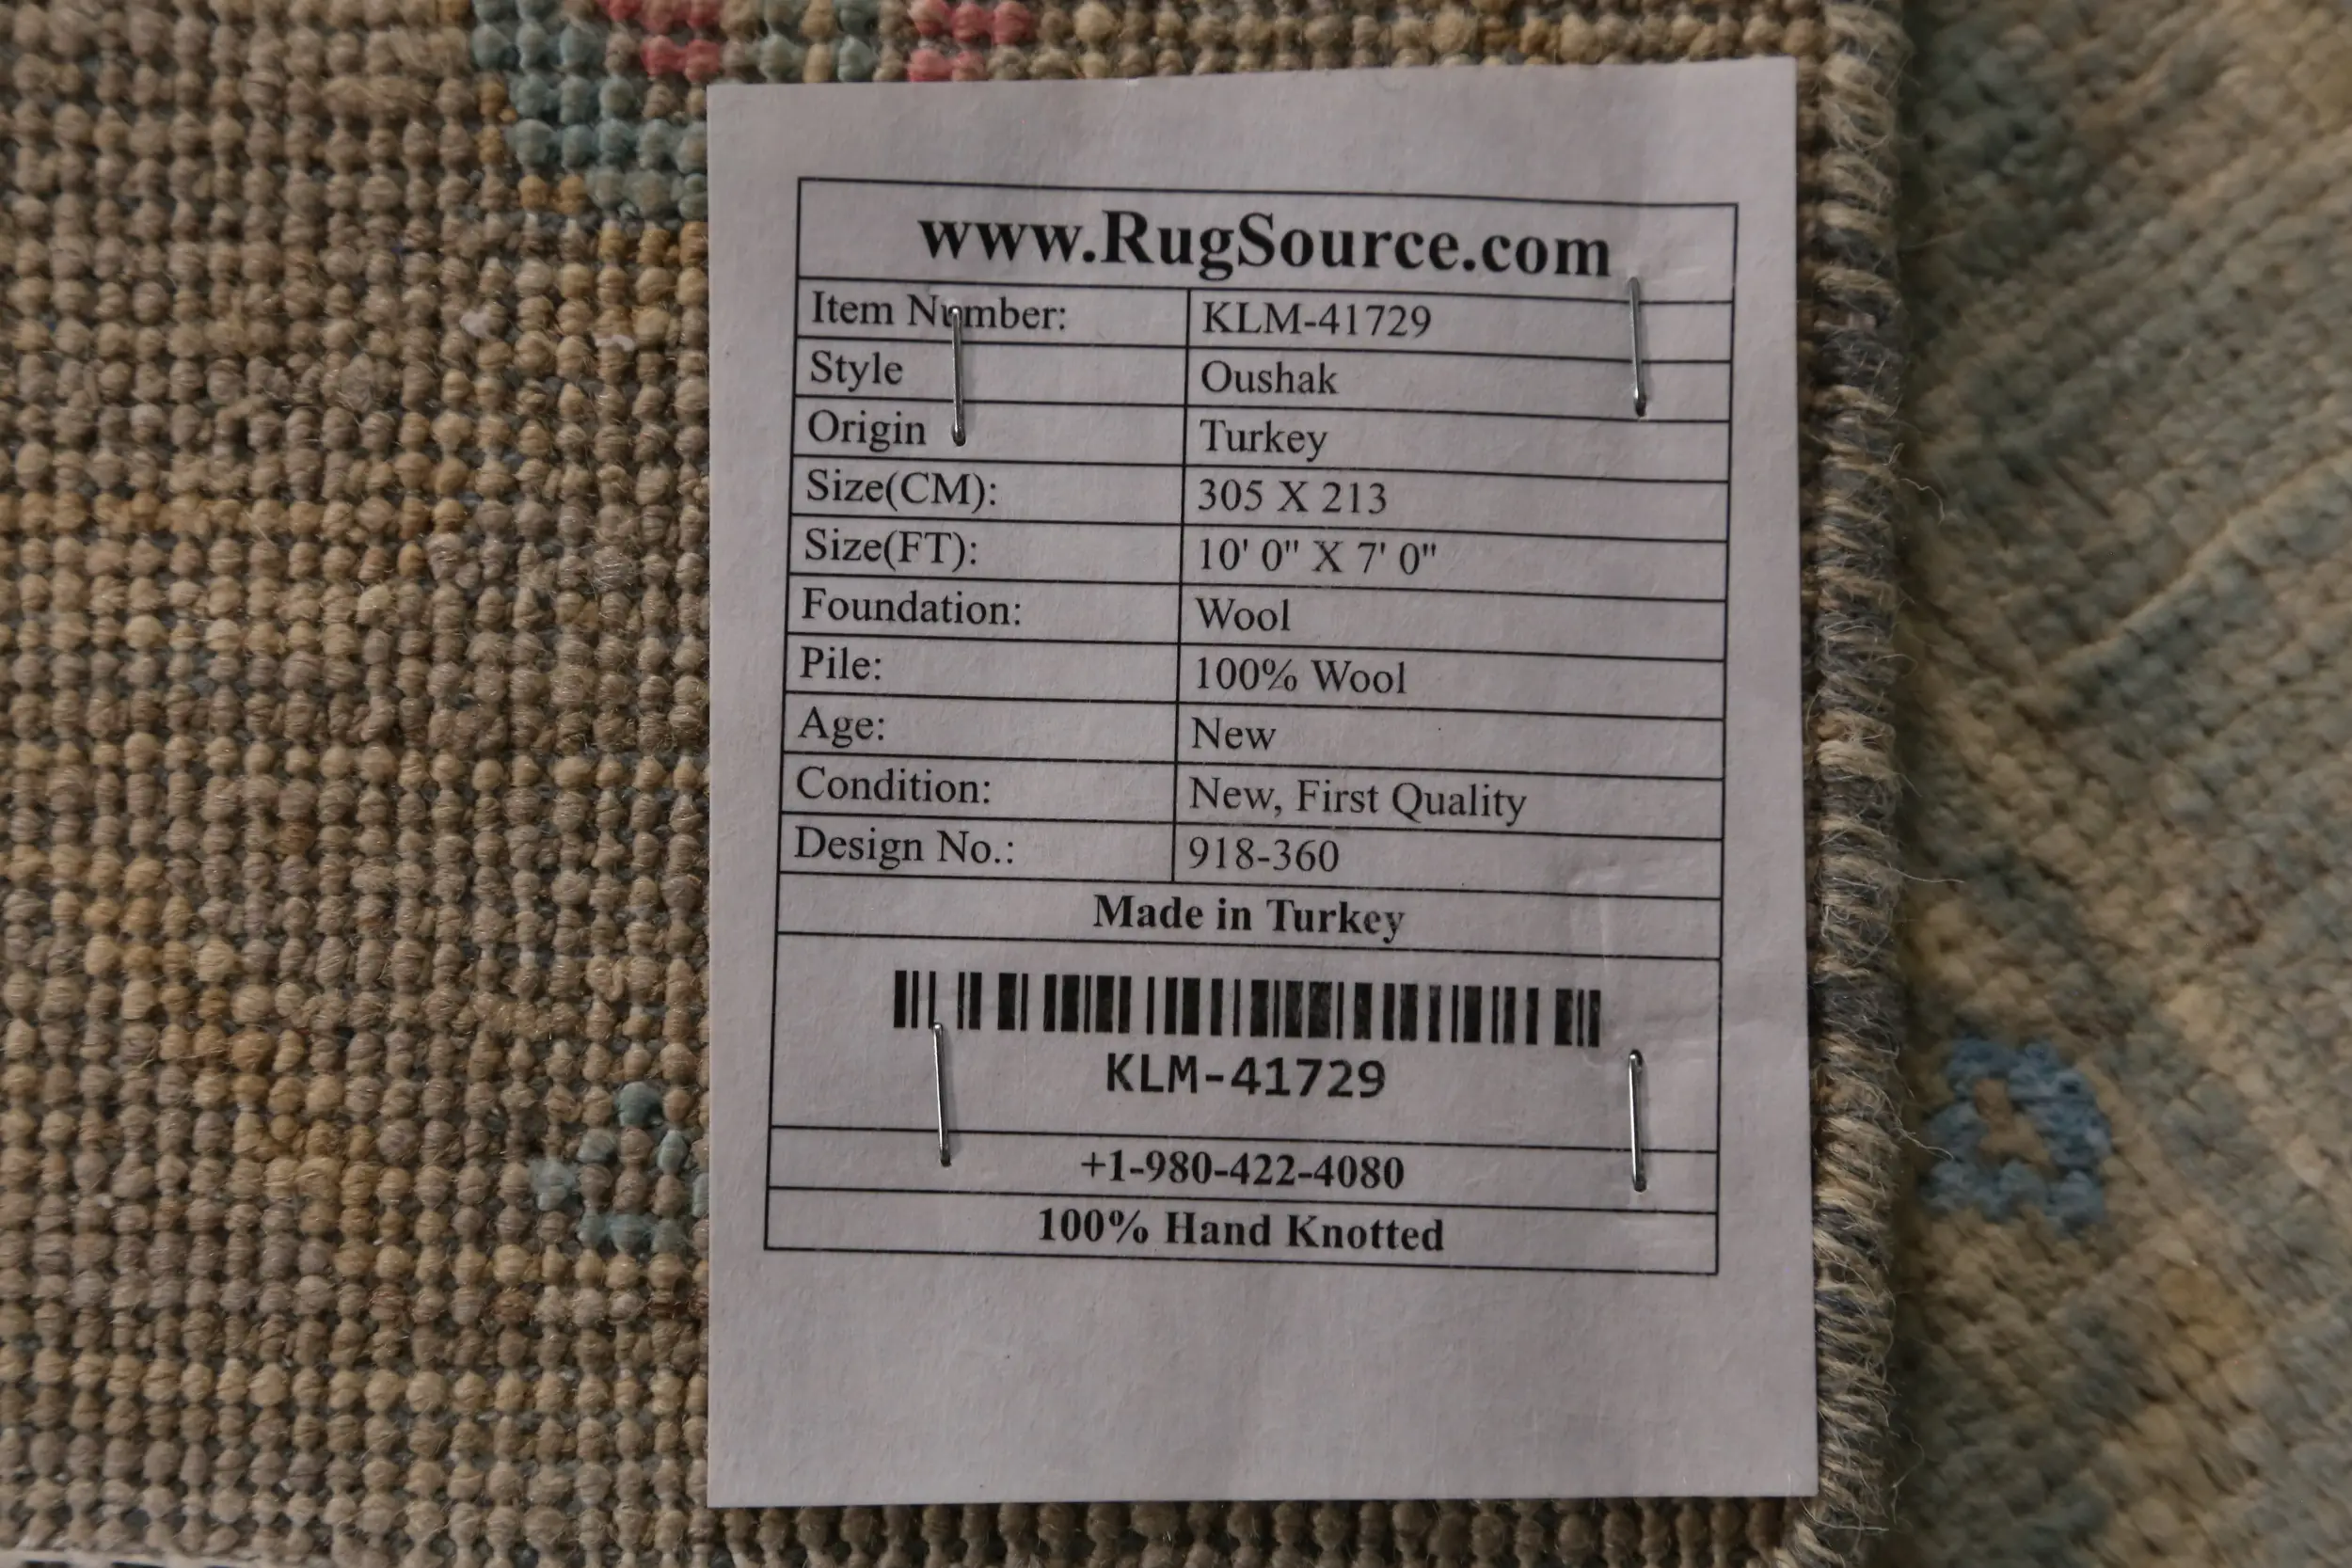 www.RugSource.com
Item Number: KLM-41729
Style Oushak
Origin Turkey
Size(CM): 305 X 213
Size(FT): 10' 0" X 7' 0"
Foundation: Wool
Pile: 100% Wool
Age: New
Condition: New, First Quality
Design No.: 918-360
Made in Turkey
KLM-41729
+1-980-422-4080
100% Hand Knotted